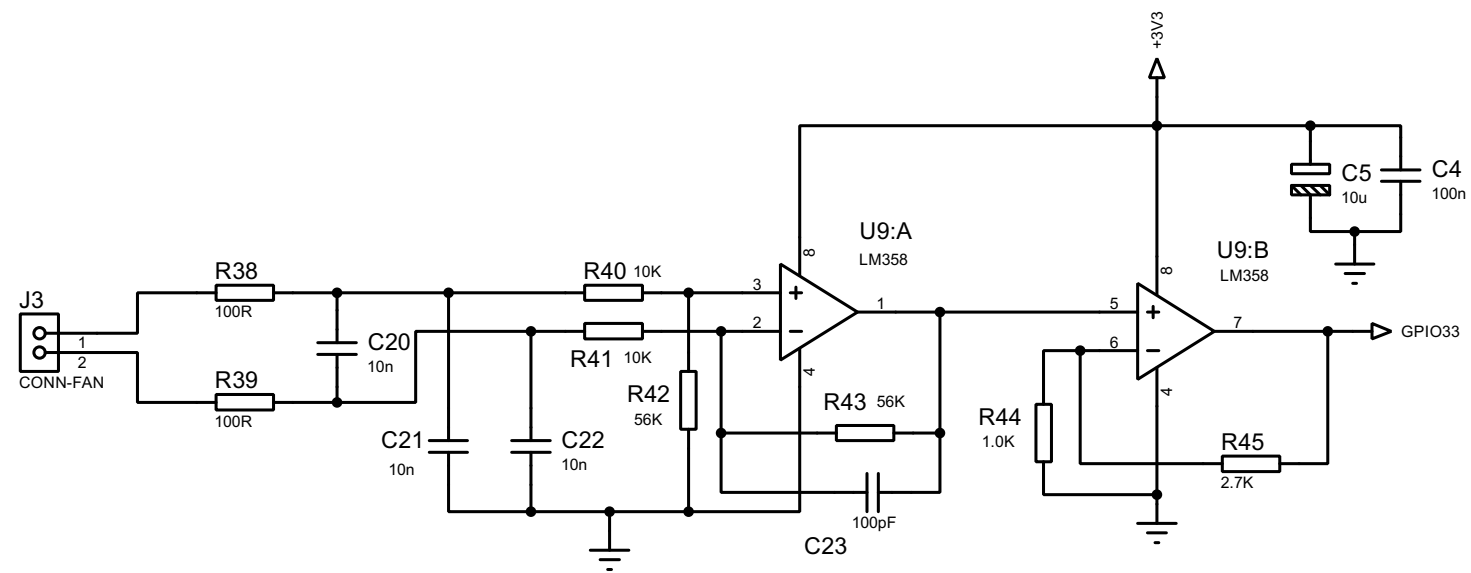 +3V3
C5
10u
C4
100n
U9:A
LM358
8
3
2
1
4
U9:B
LM358
8
5
6
7
4
GPIO33
J3
1
2
CONN-FAN
R38
100R
R39
100R
C20
10n
R40 10K
R41 10K
R42
56K
C21
10n
C22
10n
R43 56K
100pF
C23
R44
1.0K
R45
2.7K
+
−
+
−